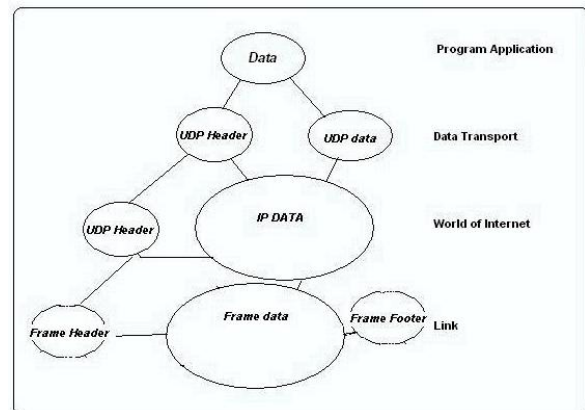 Data
Program Application
UDP Header
UDP data
Data Transport
IP DATA
UDP Header
World of Internet
Frame data
Frame Footer
Frame Header
Link